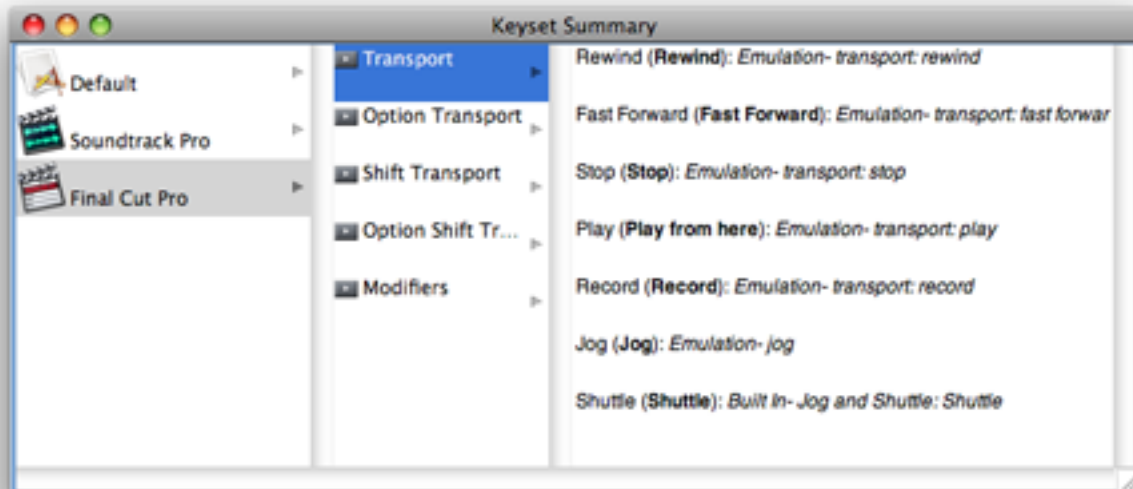 Keyset Summary
Default
Soundtrack Pro
Final Cut Pro
Transport
Option Transport
Shift Transport
Option Shift Tr...
Modifiers
Rewind (Rewind): Emulation- transport: rewind
Fast Forward (Fast Forward): Emulation- transport: fast forwar
Stop (Stop): Emulation- transport: stop
Play (Play from here): Emulation- transport: play
Record (Record): Emulation- transport: record
Jog (Jog): Emulation- jog
Shuttle (Shuttle): Built In- Jog and Shuttle: Shuttle